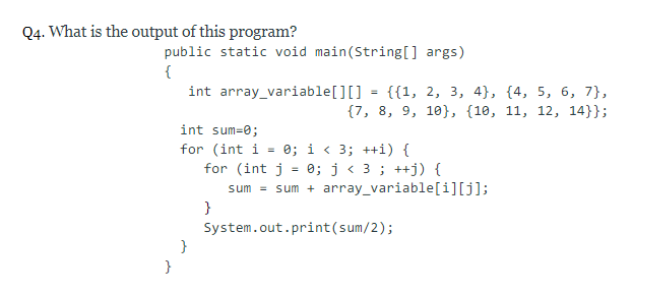 Q4. What is the output of this program?
public static void main(String[] args)
{
int array_variable[][] = {{1, 2, 3, 4}, {4, 5, 6, 7},
{7, 8, 9, 10}, {10, 11, 12, 14}};
int sum=0;
for (int i = 0; i < 3; ++i) {
for (int j = 0; j < 3 ; ++j) {
sum = sum + array_variable[i][j];
}
System.out.print(sum/2);
}
}